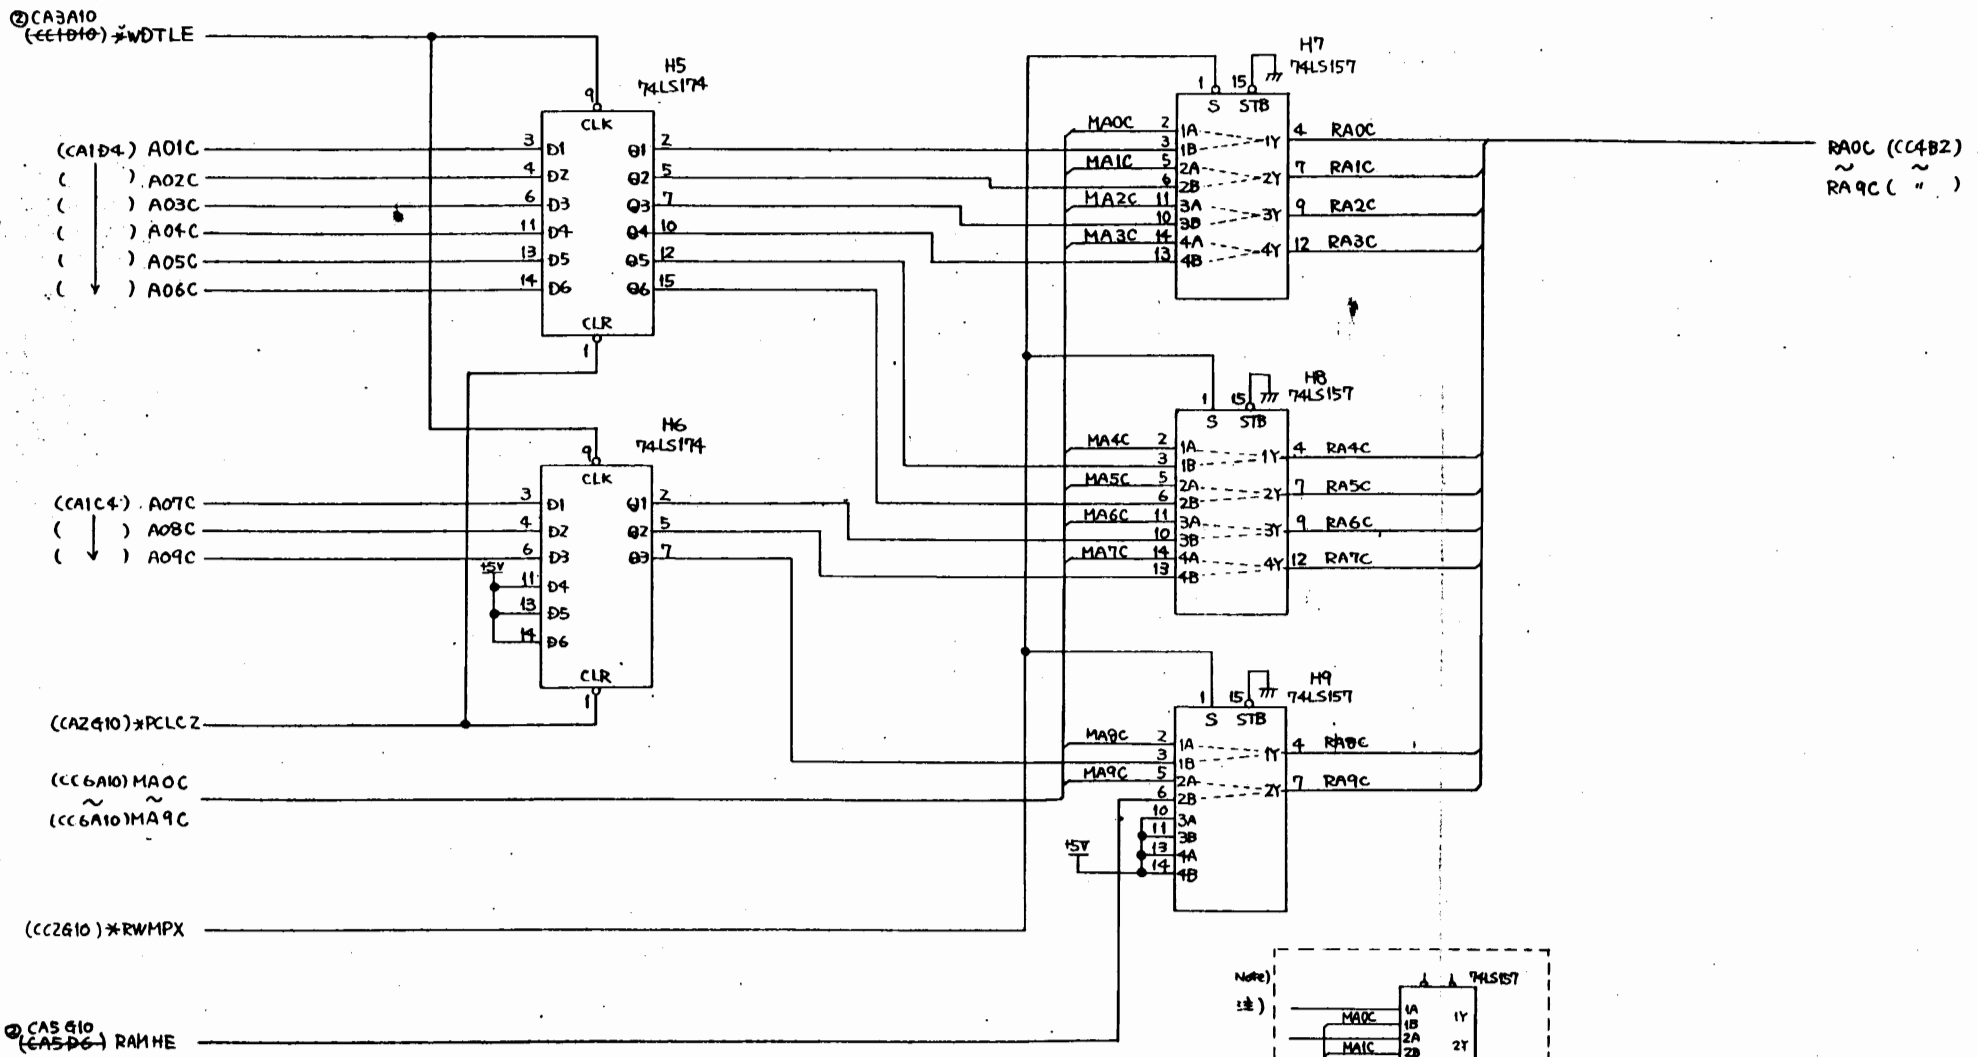 ②CA3A10
(CC1D10) *WDTLE
H5
74LS174
9
CLK
(CA1D4) A01C 3 D1 Q1 2
( ) A02C 4 D2 Q2 5
( ) A03C 6 D3 Q3 7
( ) A04C 11 D4 Q4 10
( ) A05C 13 D5 Q5 12
( ) A06C 14 D6 Q6 15
CLR
1
H6
74LS174
9
CLK
(CA1C4) A07C 3 D1 Q1 2
( ) A08C 4 D2 Q2 5
( ) A09C 6 D3 Q3 7
+5V
11 D4
13 D5
14 D6
CLR
1
(CA2G10)*PCLC2
(CC6A10)MA0C
~ ~
(CC6A10)MA9C
(CC2G10)*RWMPX
② CA5G10
(CA5D6) RAMHE
H7
74LS157
1 15
S STB
MA0C 2 1A 1Y 4 RA0C
3 1B
MA1C 5 2A 2Y 7 RA1C
6 2B
MA2C 11 3A 3Y 9 RA2C
10 3B
MA3C 14 4A 4Y 12 RA3C
13 4B
RA0C (CC4B2)
~ ~
RA9C ( " )
H8
74LS157
1 15
S STB
MA4C 2 1A 1Y 4 RA4C
3 1B
MA5C 5 2A 2Y 7 RA5C
6 2B
MA6C 11 3A 3Y 9 RA6C
10 3B
MA7C 14 4A 4Y 12 RA7C
13 4B
H9
74LS157
1 15
S STB
MA8C 2 1A 1Y 4 RA8C
3 1B
MA9C 5 2A 2Y 7 RA9C
6 2B
10 3A
11 3B
+5V
13 4A
14 4B
Note)
注)
74LS157
1A 1Y
MA0C 1B
2A 2Y
MA1C 2B